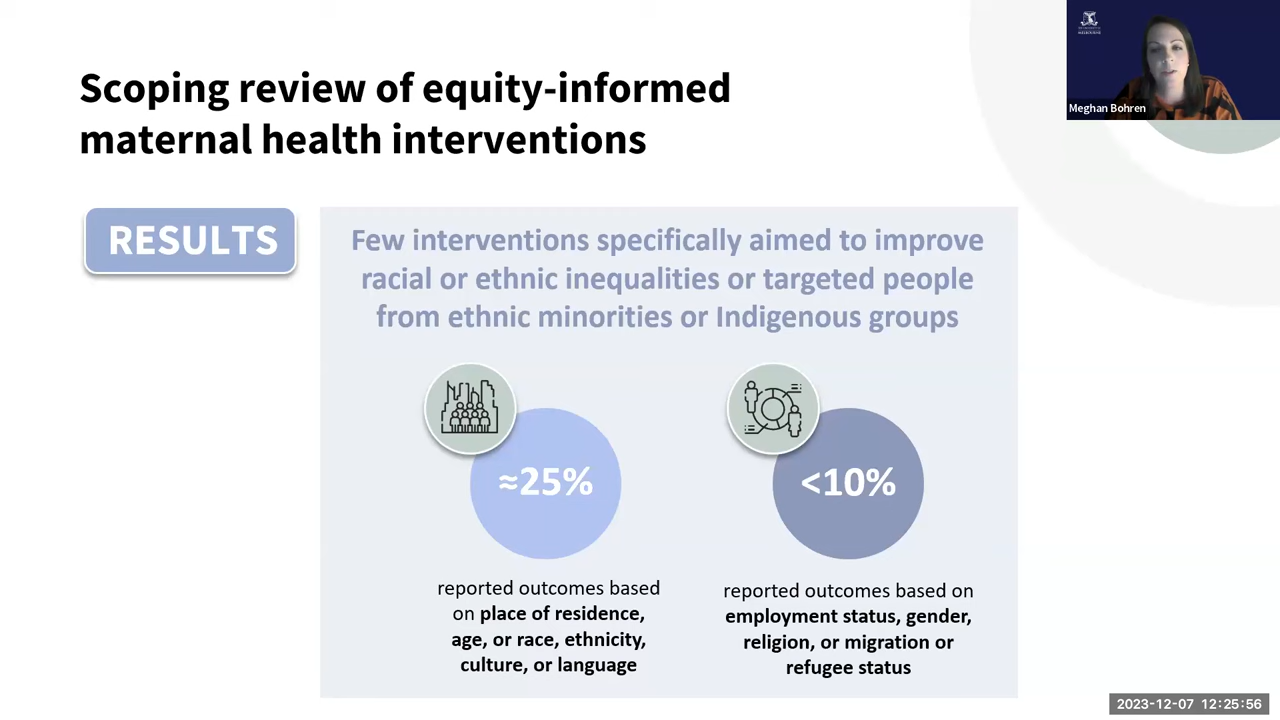 Scoping review of equity-informed
maternal health interventions
Meghan Bohren
RESULTS
Few interventions specifically aimed to improve
racial or ethnic inequalities or targeted people
from ethnic minorities or Indigenous groups
≈25%
<10%
reported outcomes based
on place of residence,
age, or race, ethnicity,
culture, or language
reported outcomes based on
employment status, gender,
religion, or migration or
refugee status
2023-12-07 12:25:56